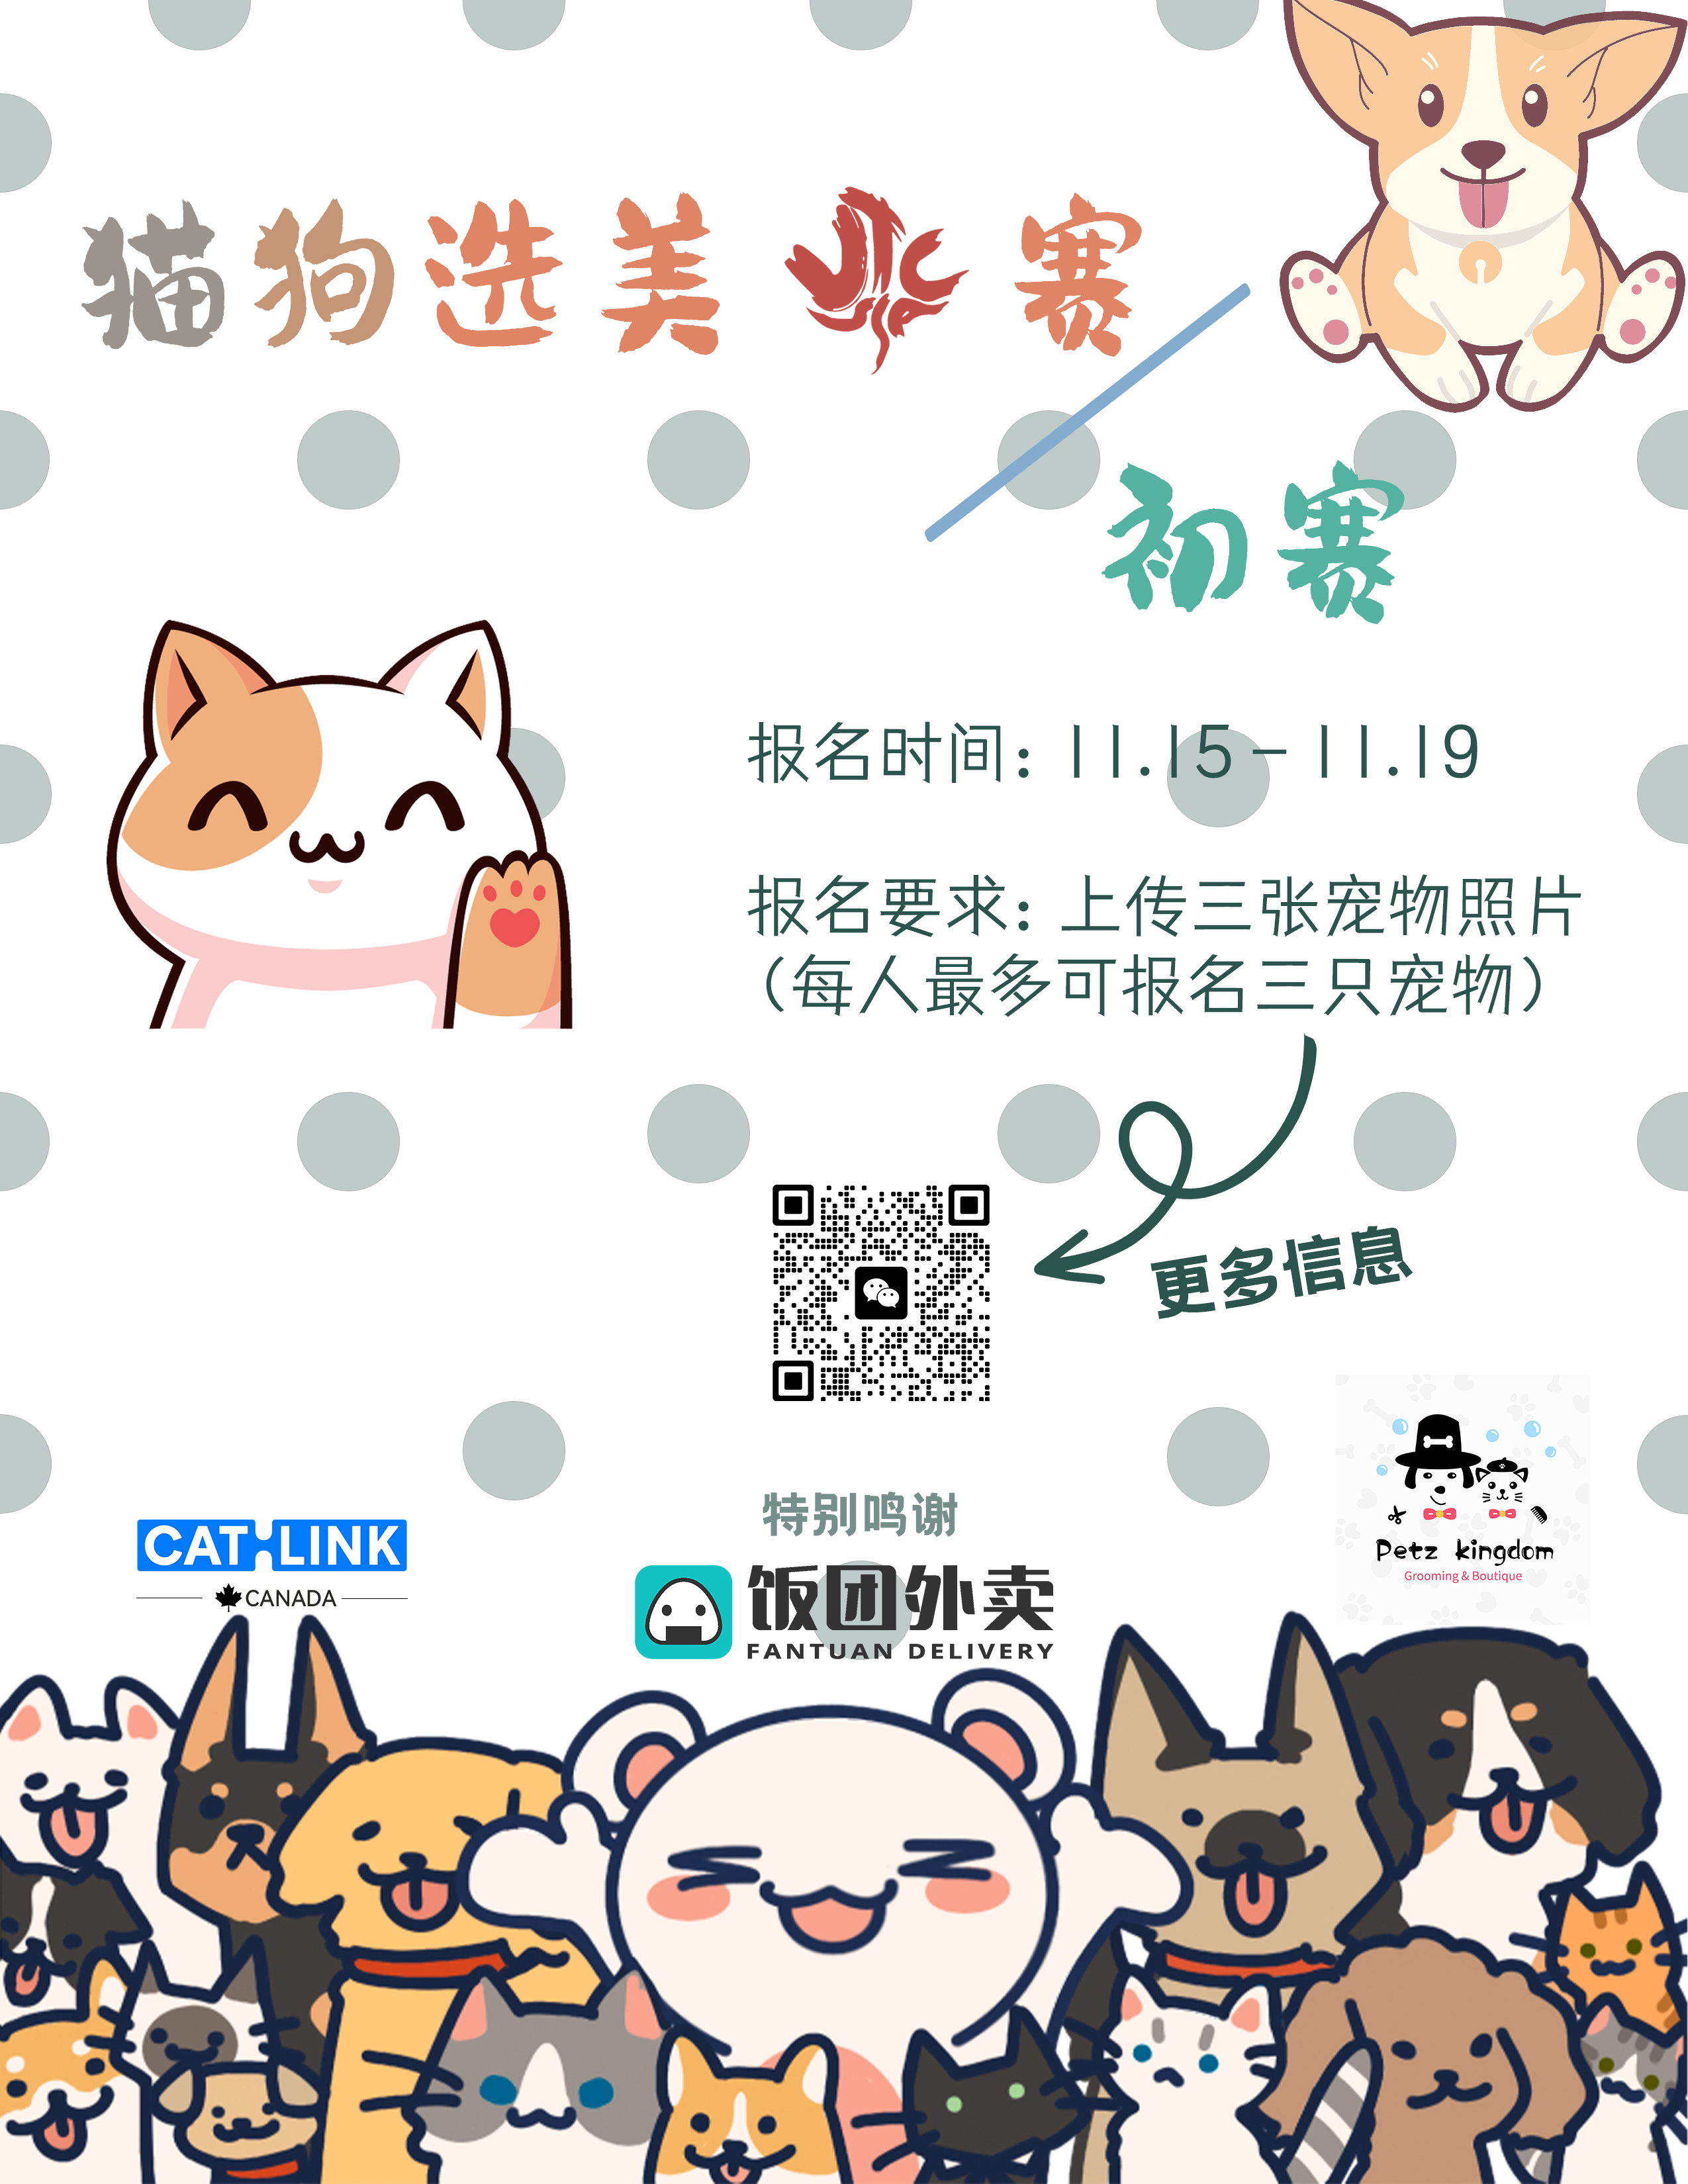 猫狗选美 赛
初赛
报名时间：11.15-11.19
报名要求：上传三张宠物照片
（每人最多可报名三只宠物）
更多信息
特别鸣谢
CATLINK
CANADA
饭团外卖
FANTUAN DELIVERY
Petz kingdom
Grooming & Boutique